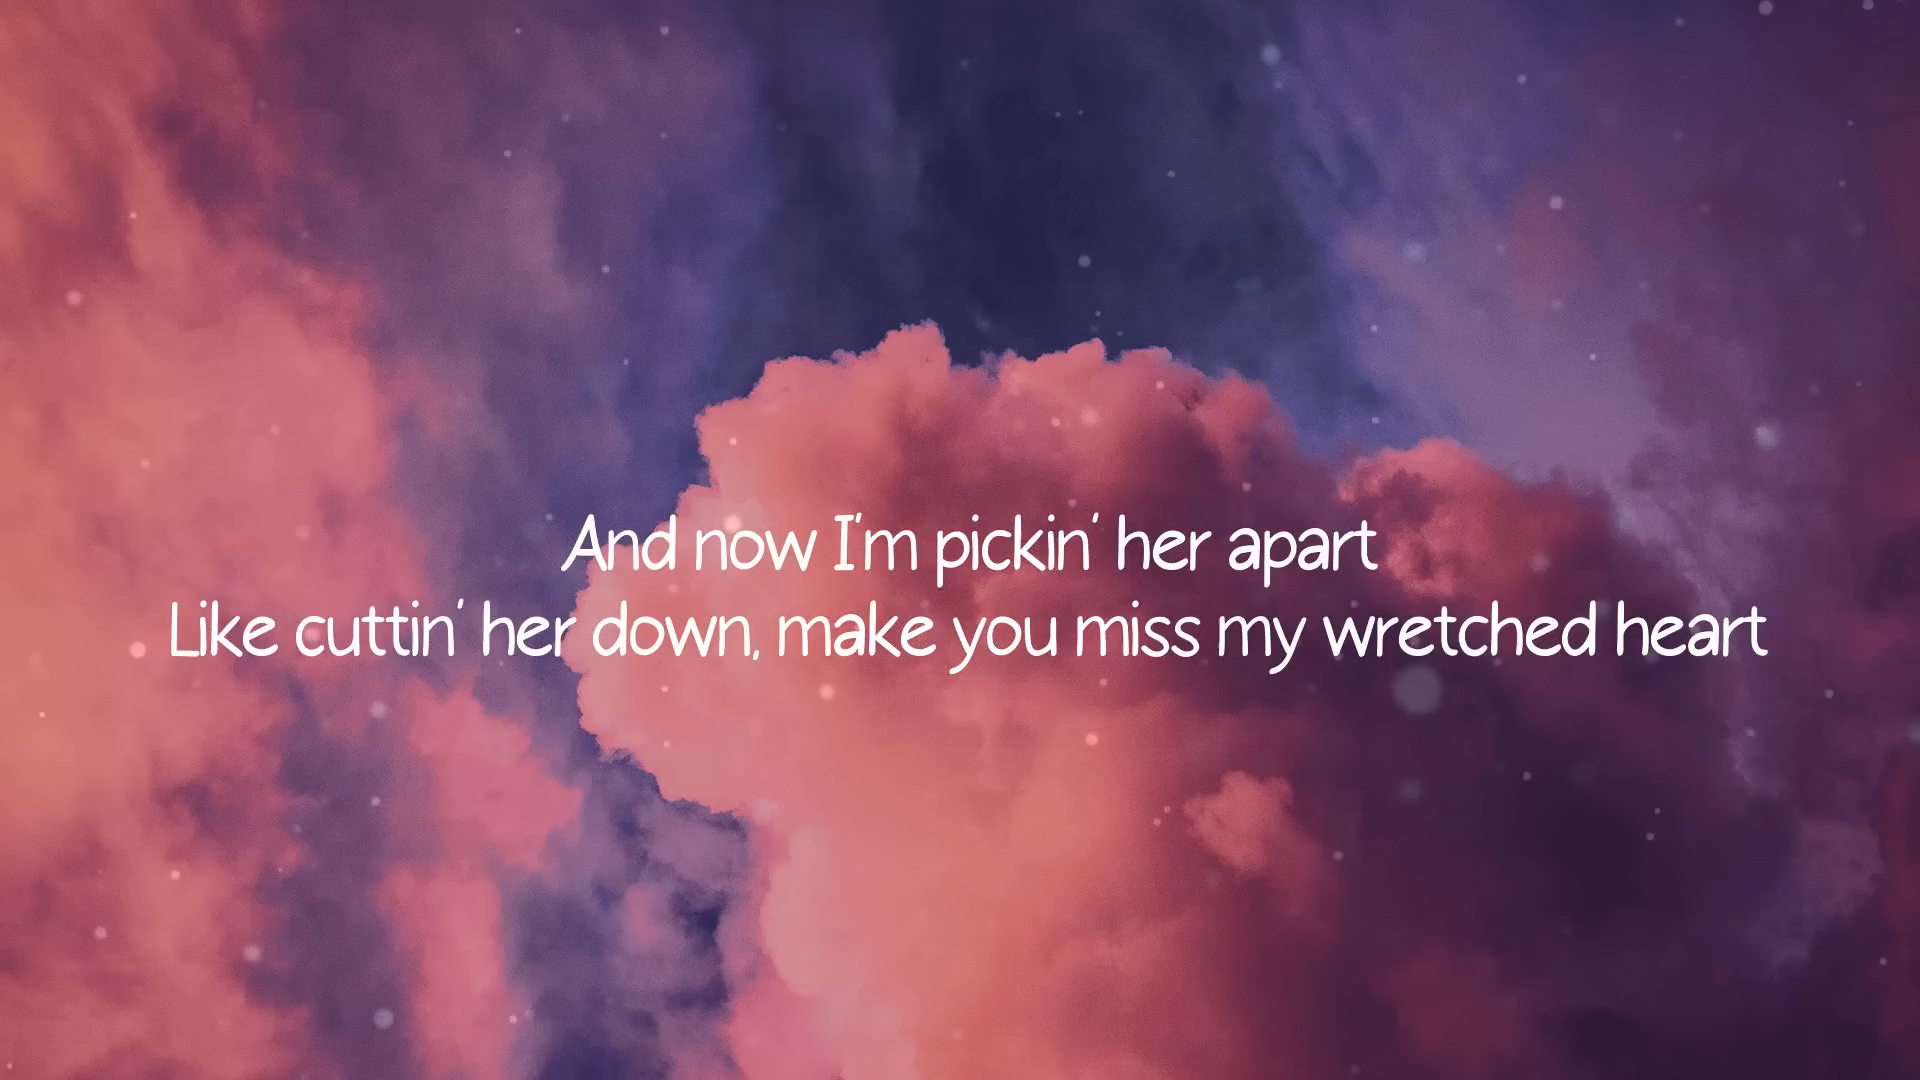 And now I'm pickin' her apart
Like cuttin' her down, make you miss my wretched heart